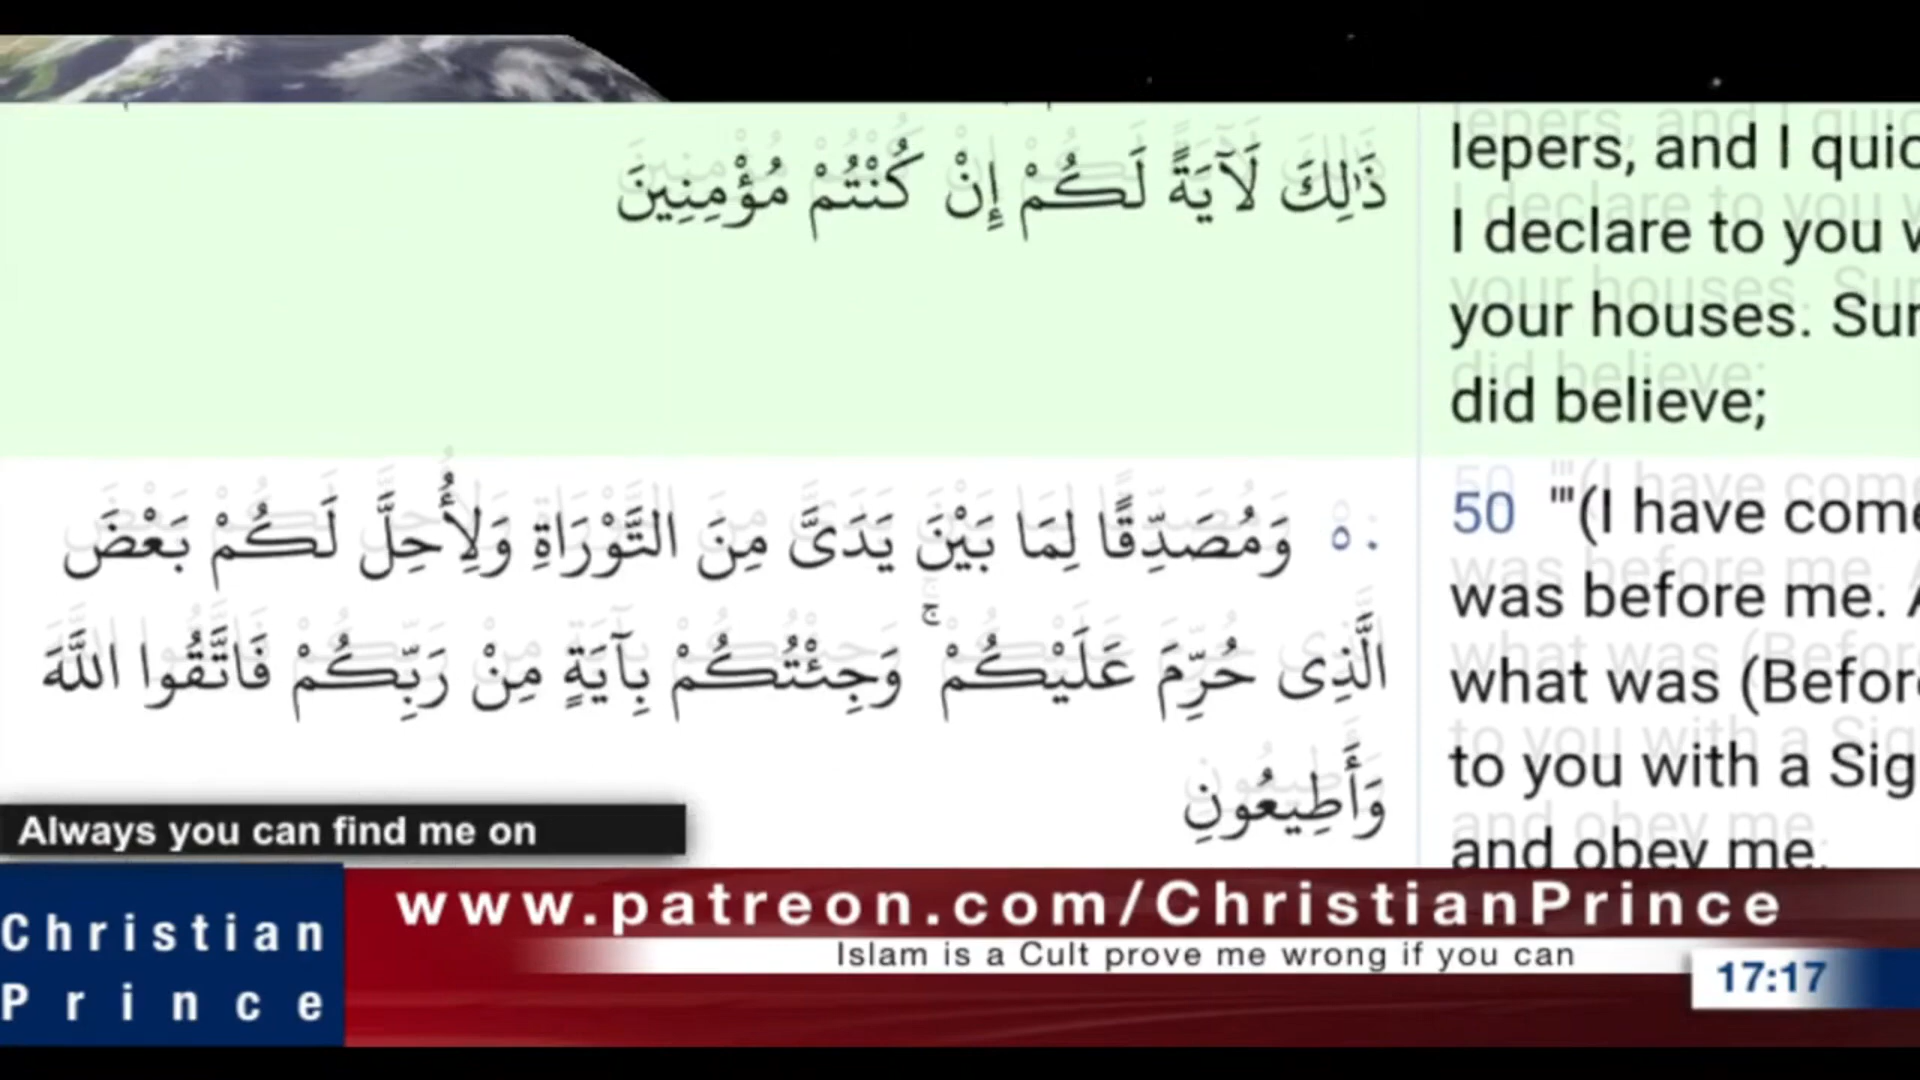 ذَٰلِكَ لَآيَةً لَكُمْ إِنْ كُنْتُمْ مُؤْمِنِينَ
٥٠ وَمُصَدِّقًا لِمَا بَيْنَ يَدَىَّ مِنَ التَّوْرَاةِ وَلِأُحِلَّ لَكُمْ بَعْضَ
الَّذِى حُرِّمَ عَلَيْكُمْ ۚ وَجِئْتُكُمْ بِآيَةٍ مِنْ رَبِّكُمْ فَاتَّقُوا اللَّهَ
وَأَطِيعُونِ
lepers, and I quic
I declare to you w
your houses. Sur
did believe;
50 "'(I have come
was before me. A
what was (Before
to you with a Sig
and obey me.
Always you can find me on
Christian
Prince
www.patreon.com/ChristianPrince
Islam is a Cult prove me wrong if you can
17:17